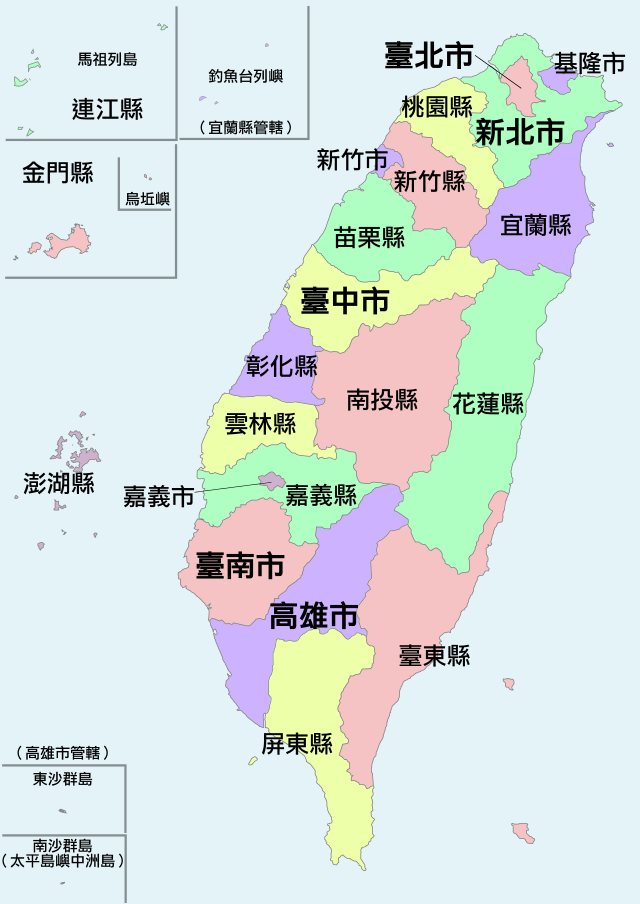 馬祖列島
連江縣
釣魚台列嶼
（宜蘭縣管轄）
金門縣
烏坵嶼
臺北市
基隆市
桃園縣
新北市
新竹市
新竹縣
宜蘭縣
苗栗縣
臺中市
彰化縣
南投縣
花蓮縣
雲林縣
澎湖縣
嘉義市
嘉義縣
臺南市
高雄市
臺東縣
屏東縣
（高雄市管轄）
東沙群島
南沙群島
（太平島嶼中洲島）